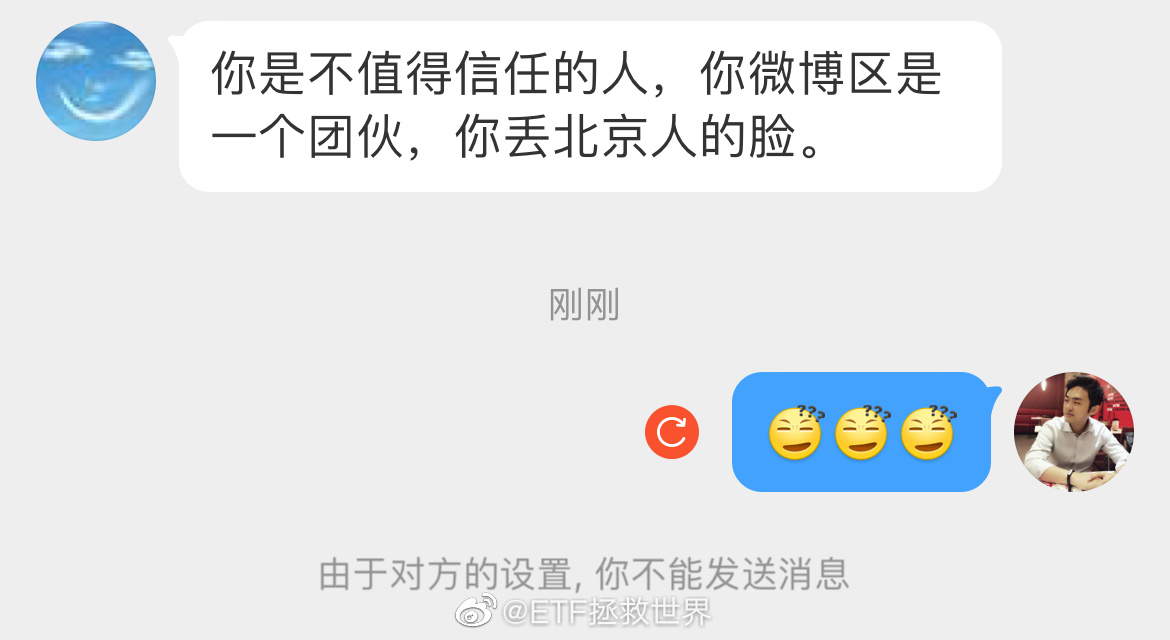 你是不值得信任的人，你微博区是
一个团伙，你丢北京人的脸。
刚刚
由于对方的设置, 你不能发送消息
@ETF拯救世界